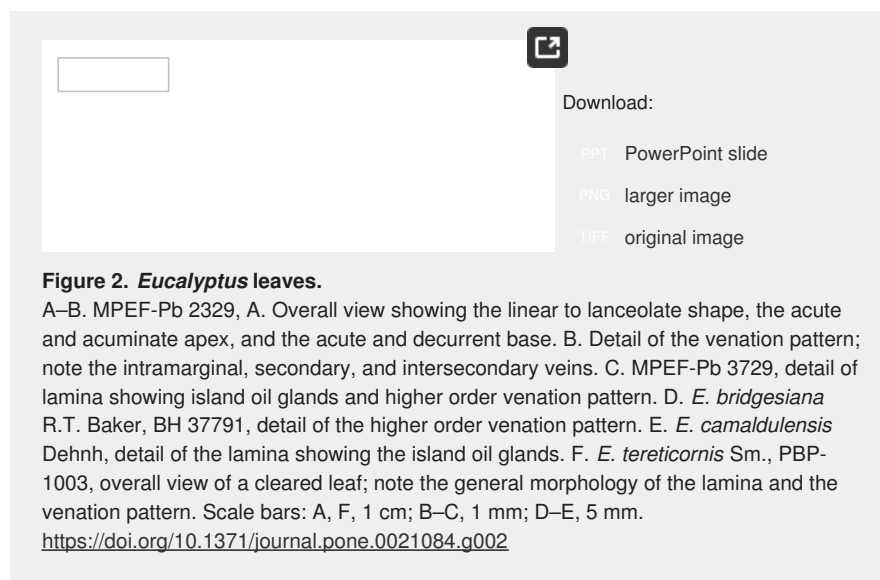 Download:
PPT PowerPoint slide
PNG larger image
TIFF original image
Figure 2. Eucalyptus leaves.
A–B. MPEF-Pb 2329, A. Overall view showing the linear to lanceolate shape, the acute
and acuminate apex, and the acute and decurrent base. B. Detail of the venation pattern;
note the intramarginal, secondary, and intersecondary veins. C. MPEF-Pb 3729, detail of
lamina showing island oil glands and higher order venation pattern. D. E. bridgesiana
R.T. Baker, BH 37791, detail of the higher order venation pattern. E. E. camaldulensis
Dehnh, detail of the lamina showing the island oil glands. F. E. tereticornis Sm., PBP-
1003, overall view of a cleared leaf; note the general morphology of the lamina and the
venation pattern. Scale bars: A, F, 1 cm; B–C, 1 mm; D–E, 5 mm.
https://doi.org/10.1371/journal.pone.0021084.g002